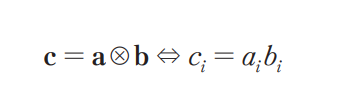 c = a ⊗ b ⇔ cᵢ = aᵢbᵢ